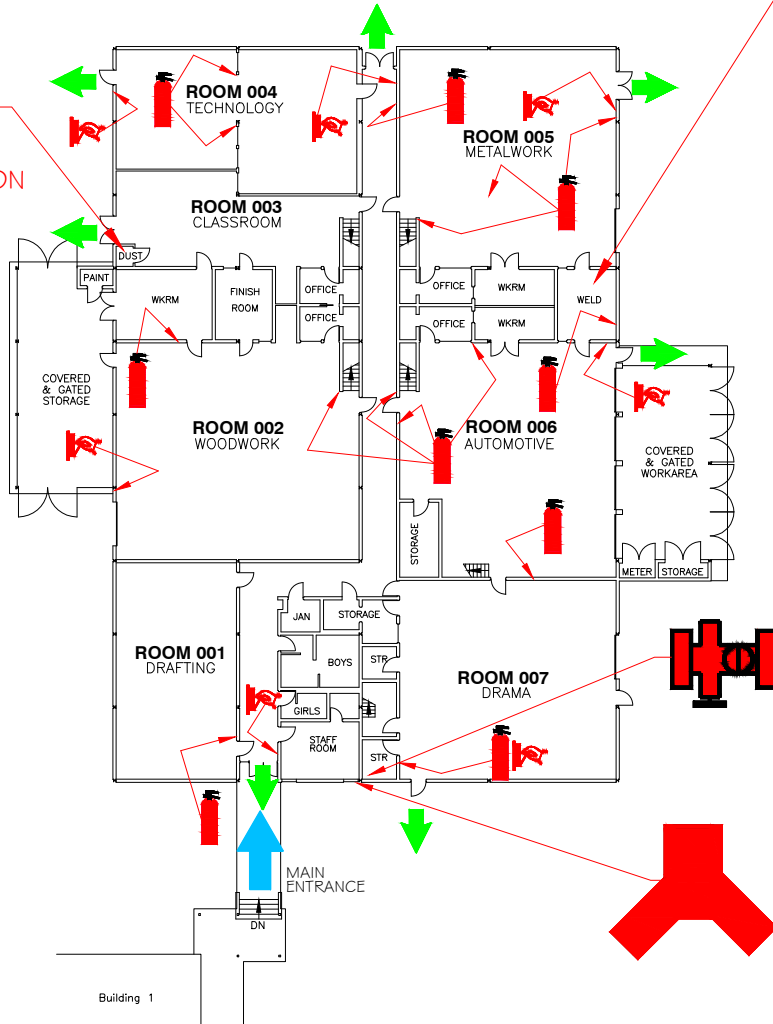 ROOM 004
TECHNOLOGY
ROOM 005
METALWORK
ON
ROOM 003
CLASSROOM
DUST
PAINT
WKRM
FINISH
ROOM
OFFICE
OFFICE
OFFICE
WKRM
WELD
OFFICE
WKRM
COVERED
& GATED
STORAGE
ROOM 002
WOODWORK
ROOM 006
AUTOMOTIVE
COVERED
& GATED
WORKAREA
STORAGE
METER
STORAGE
JAN
STORAGE
ROOM 001
DRAFTING
BOYS
STR
ROOM 007
DRAMA
GIRLS
STAFF
ROOM
STR
MAIN
ENTRANCE
DN
Building 1